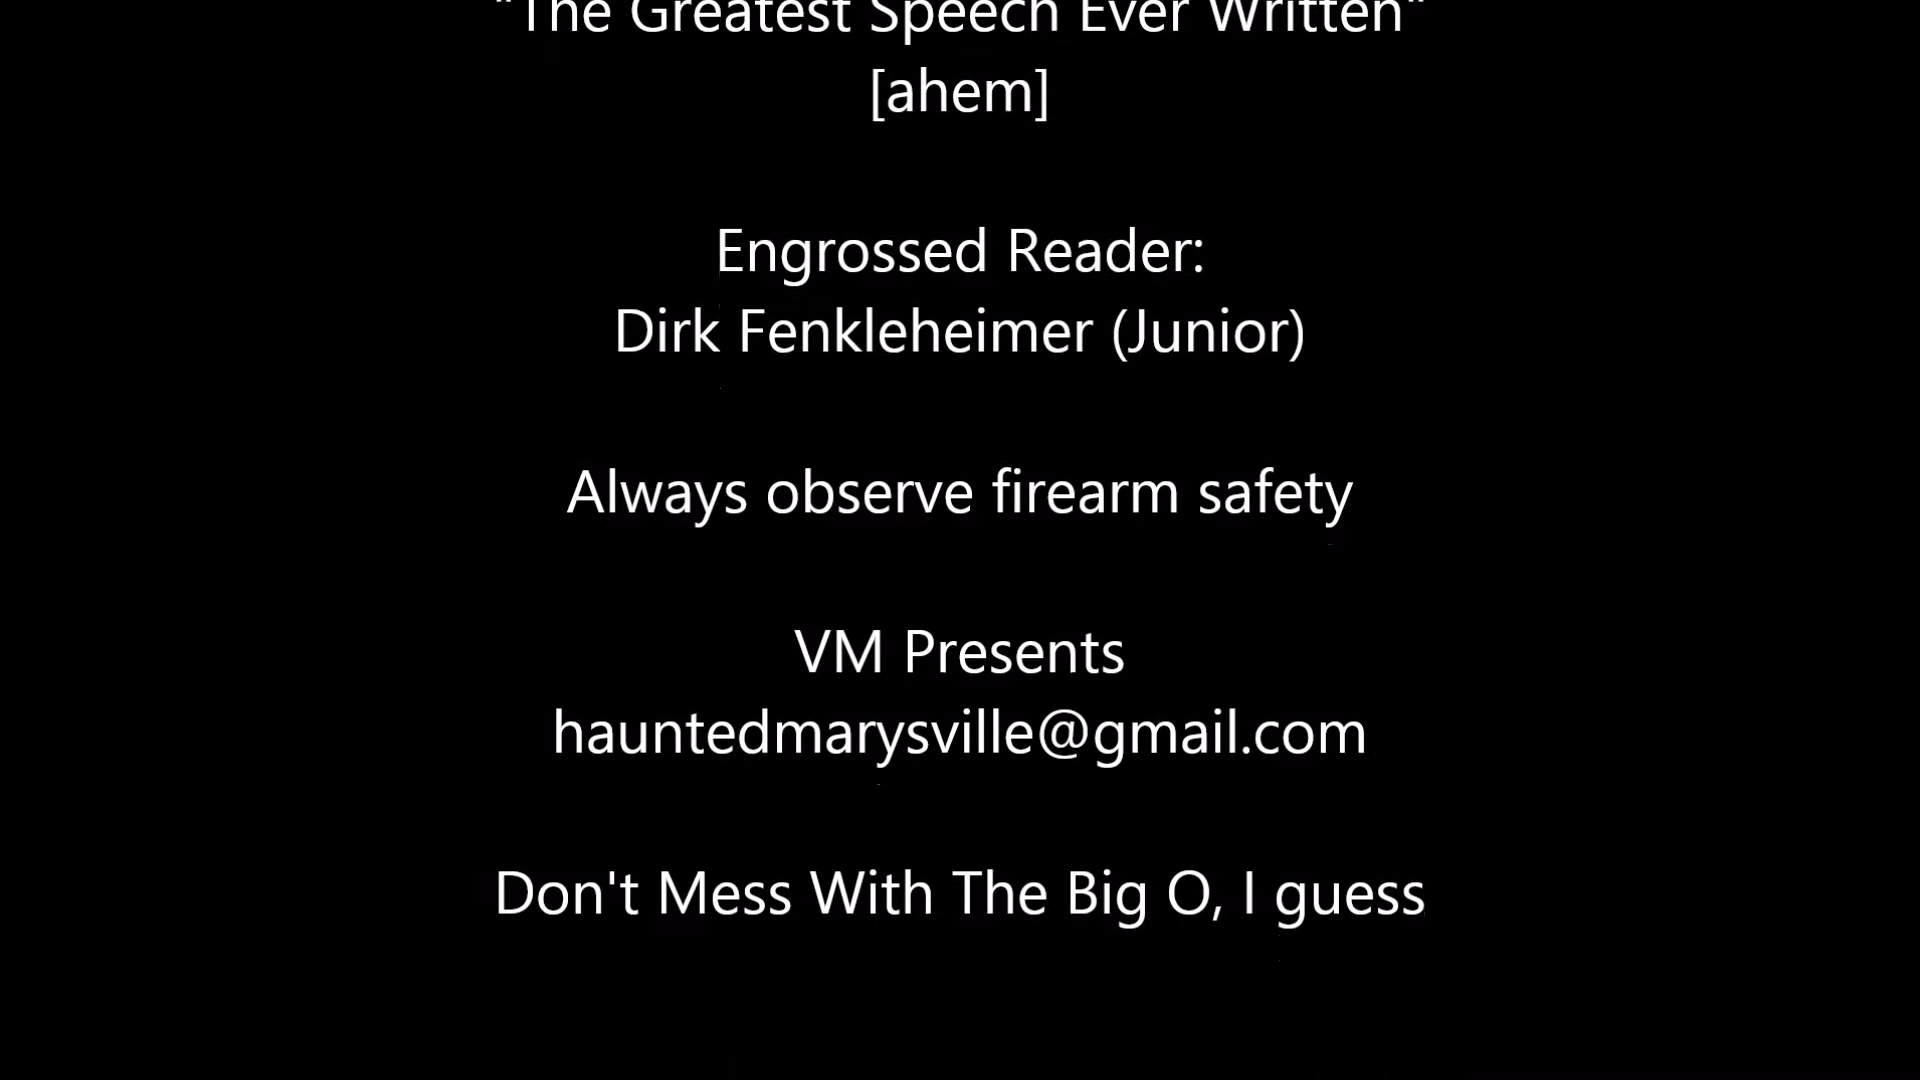 "The Greatest Speech Ever Written"
[ahem]
Engrossed Reader:
Dirk Fenkleheimer (Junior)
Always observe firearm safety
VM Presents
hauntedmarysville@gmail.com
Don't Mess With The Big O, I guess